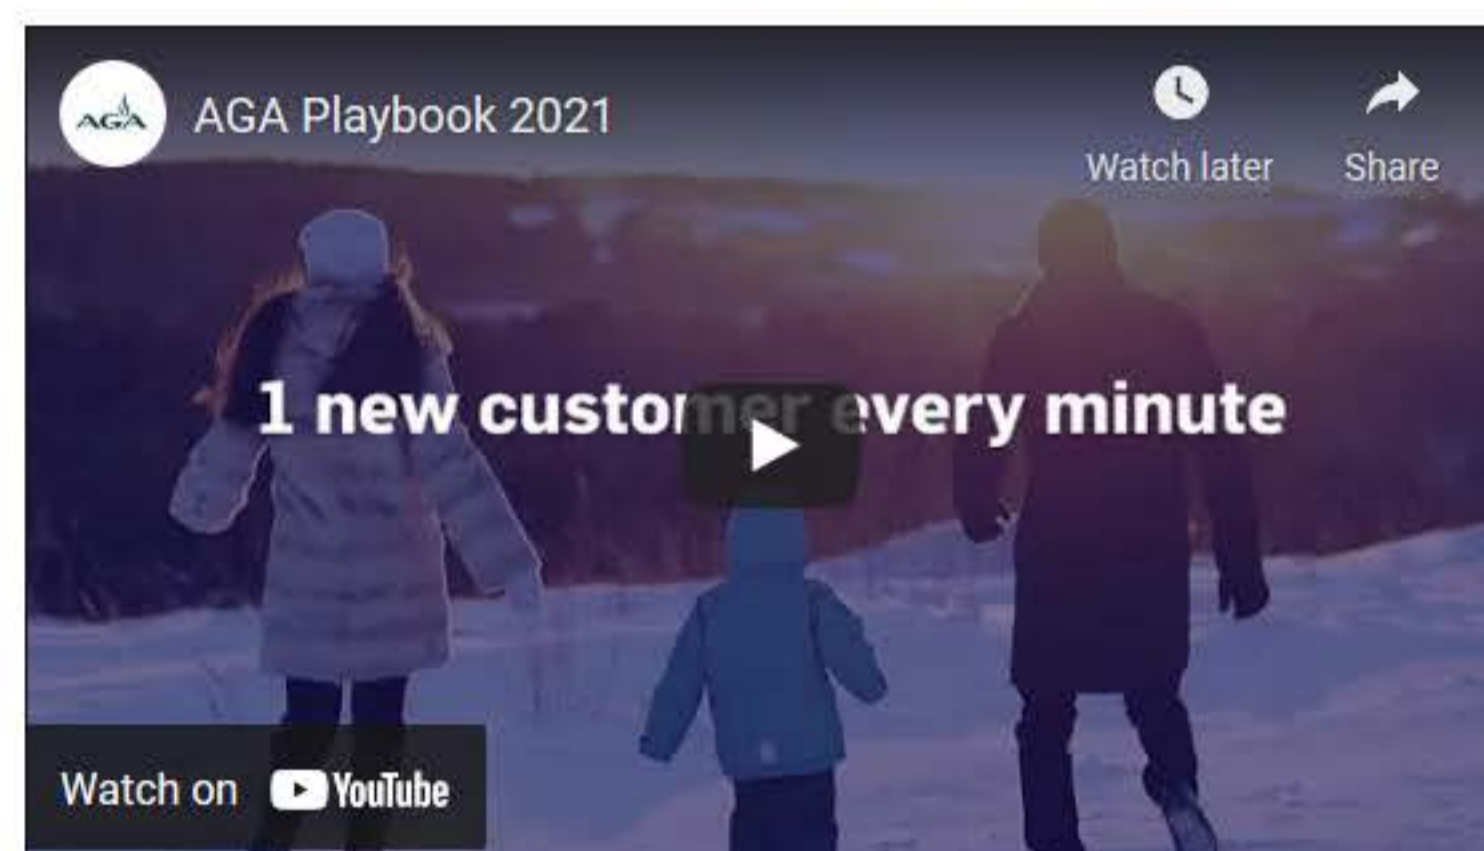 AGA
AGA Playbook 2021
Watch later
Share
1 new customer every minute
Watch on YouTube